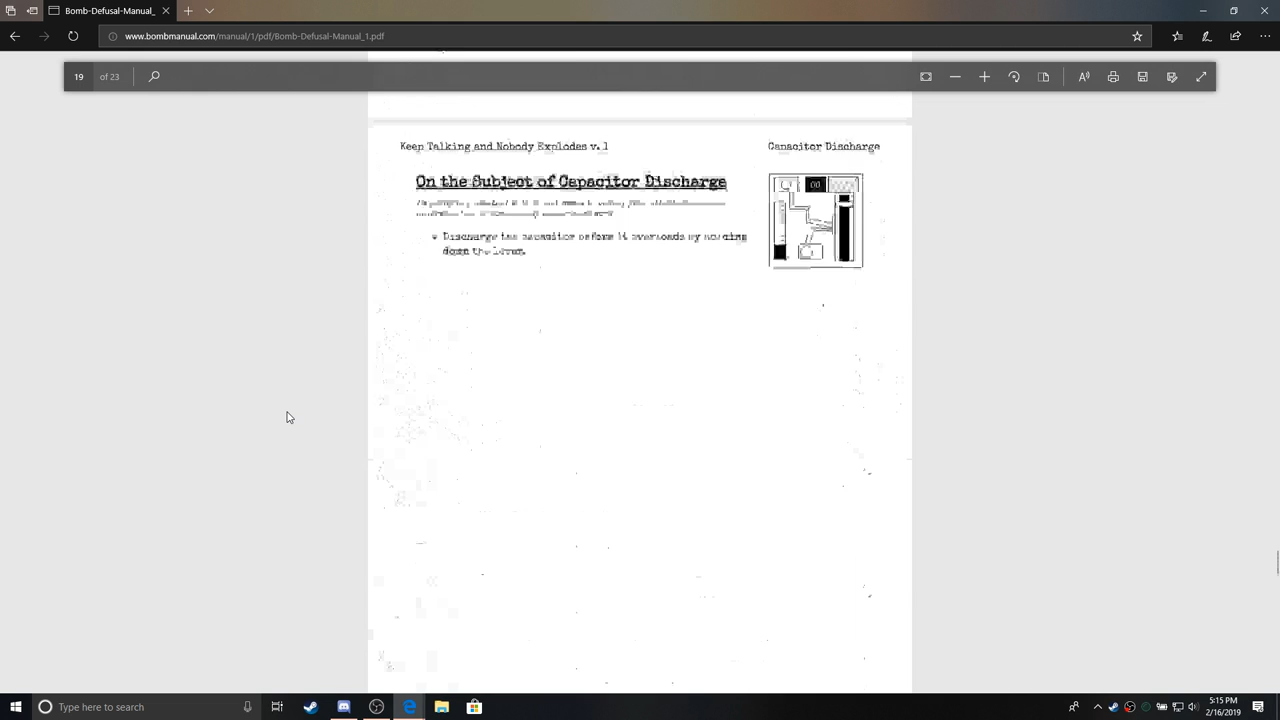 Bomb-Defusal-Manual_
www.bombmanual.com/manual/1/pdf/Bomb-Defusal-Manual_1.pdf
19 of 23
Keep Talking and Nobody Explodes v. 1
Capacitor Discharge
On the Subject of Capacitor Discharge
Discharge the capacitor before it overloads by holding
down the lever.
Type here to search
5:15 PM
2/16/2019